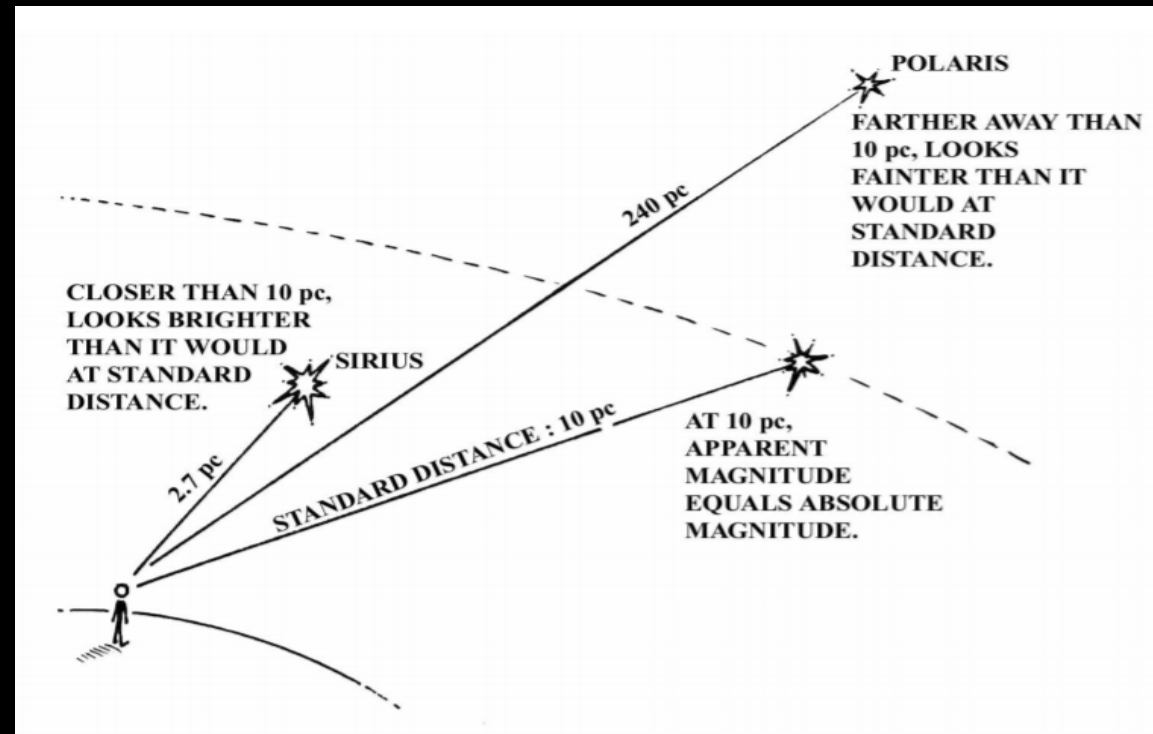 POLARIS
FARTHER AWAY THAN
10 pc, LOOKS
FAINTER THAN IT
WOULD AT
STANDARD
DISTANCE.
240 pc
CLOSER THAN 10 pc,
LOOKS BRIGHTER
THAN IT WOULD
AT STANDARD
DISTANCE.
SIRIUS
2.7 pc
STANDARD DISTANCE : 10 pc
AT 10 pc,
APPARENT
MAGNITUDE
EQUALS ABSOLUTE
MAGNITUDE.